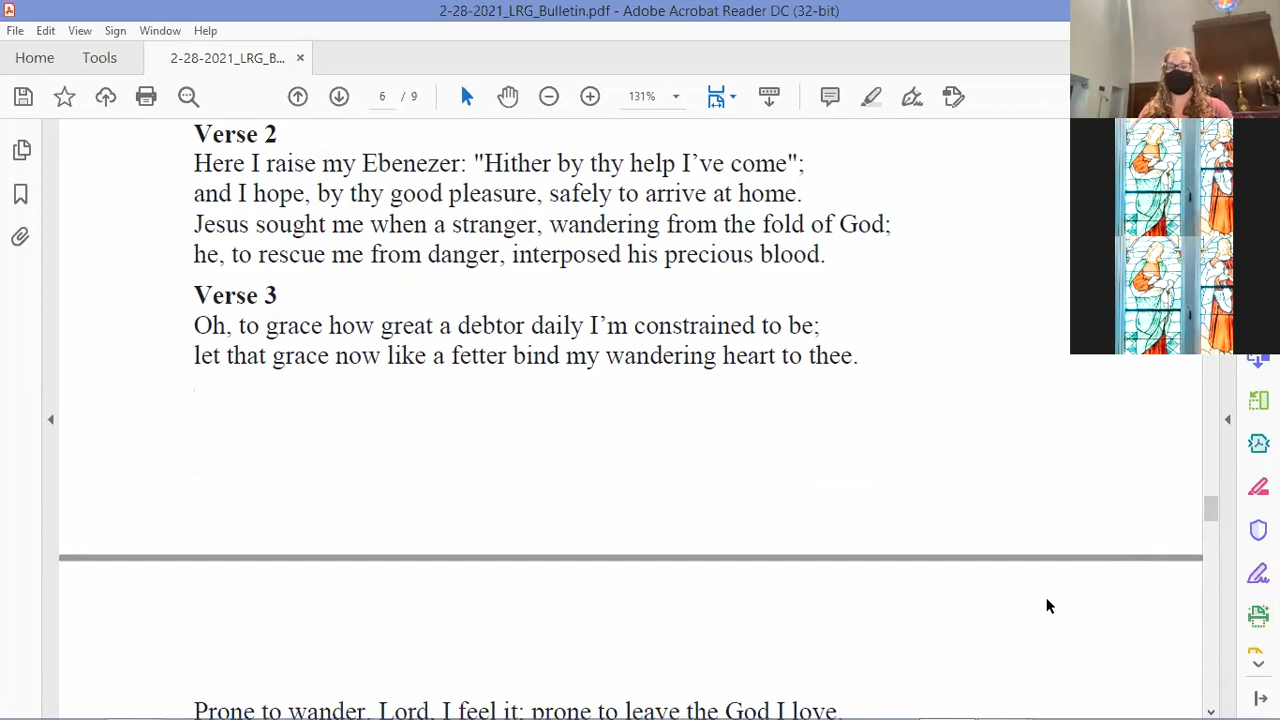 2-28-2021_LRG_Bulletin.pdf - Adobe Acrobat Reader DC (32-bit)
File Edit View Sign Window Help
Home Tools 2-28-2021_LRG_B... ×
6 / 9 131%
Verse 2
Here I raise my Ebenezer: "Hither by thy help I’ve come";
and I hope, by thy good pleasure, safely to arrive at home.
Jesus sought me when a stranger, wandering from the fold of God;
he, to rescue me from danger, interposed his precious blood.
Verse 3
Oh, to grace how great a debtor daily I’m constrained to be;
let that grace now like a fetter bind my wandering heart to thee.
Prone to wander, Lord, I feel it; prone to leave the God I love.